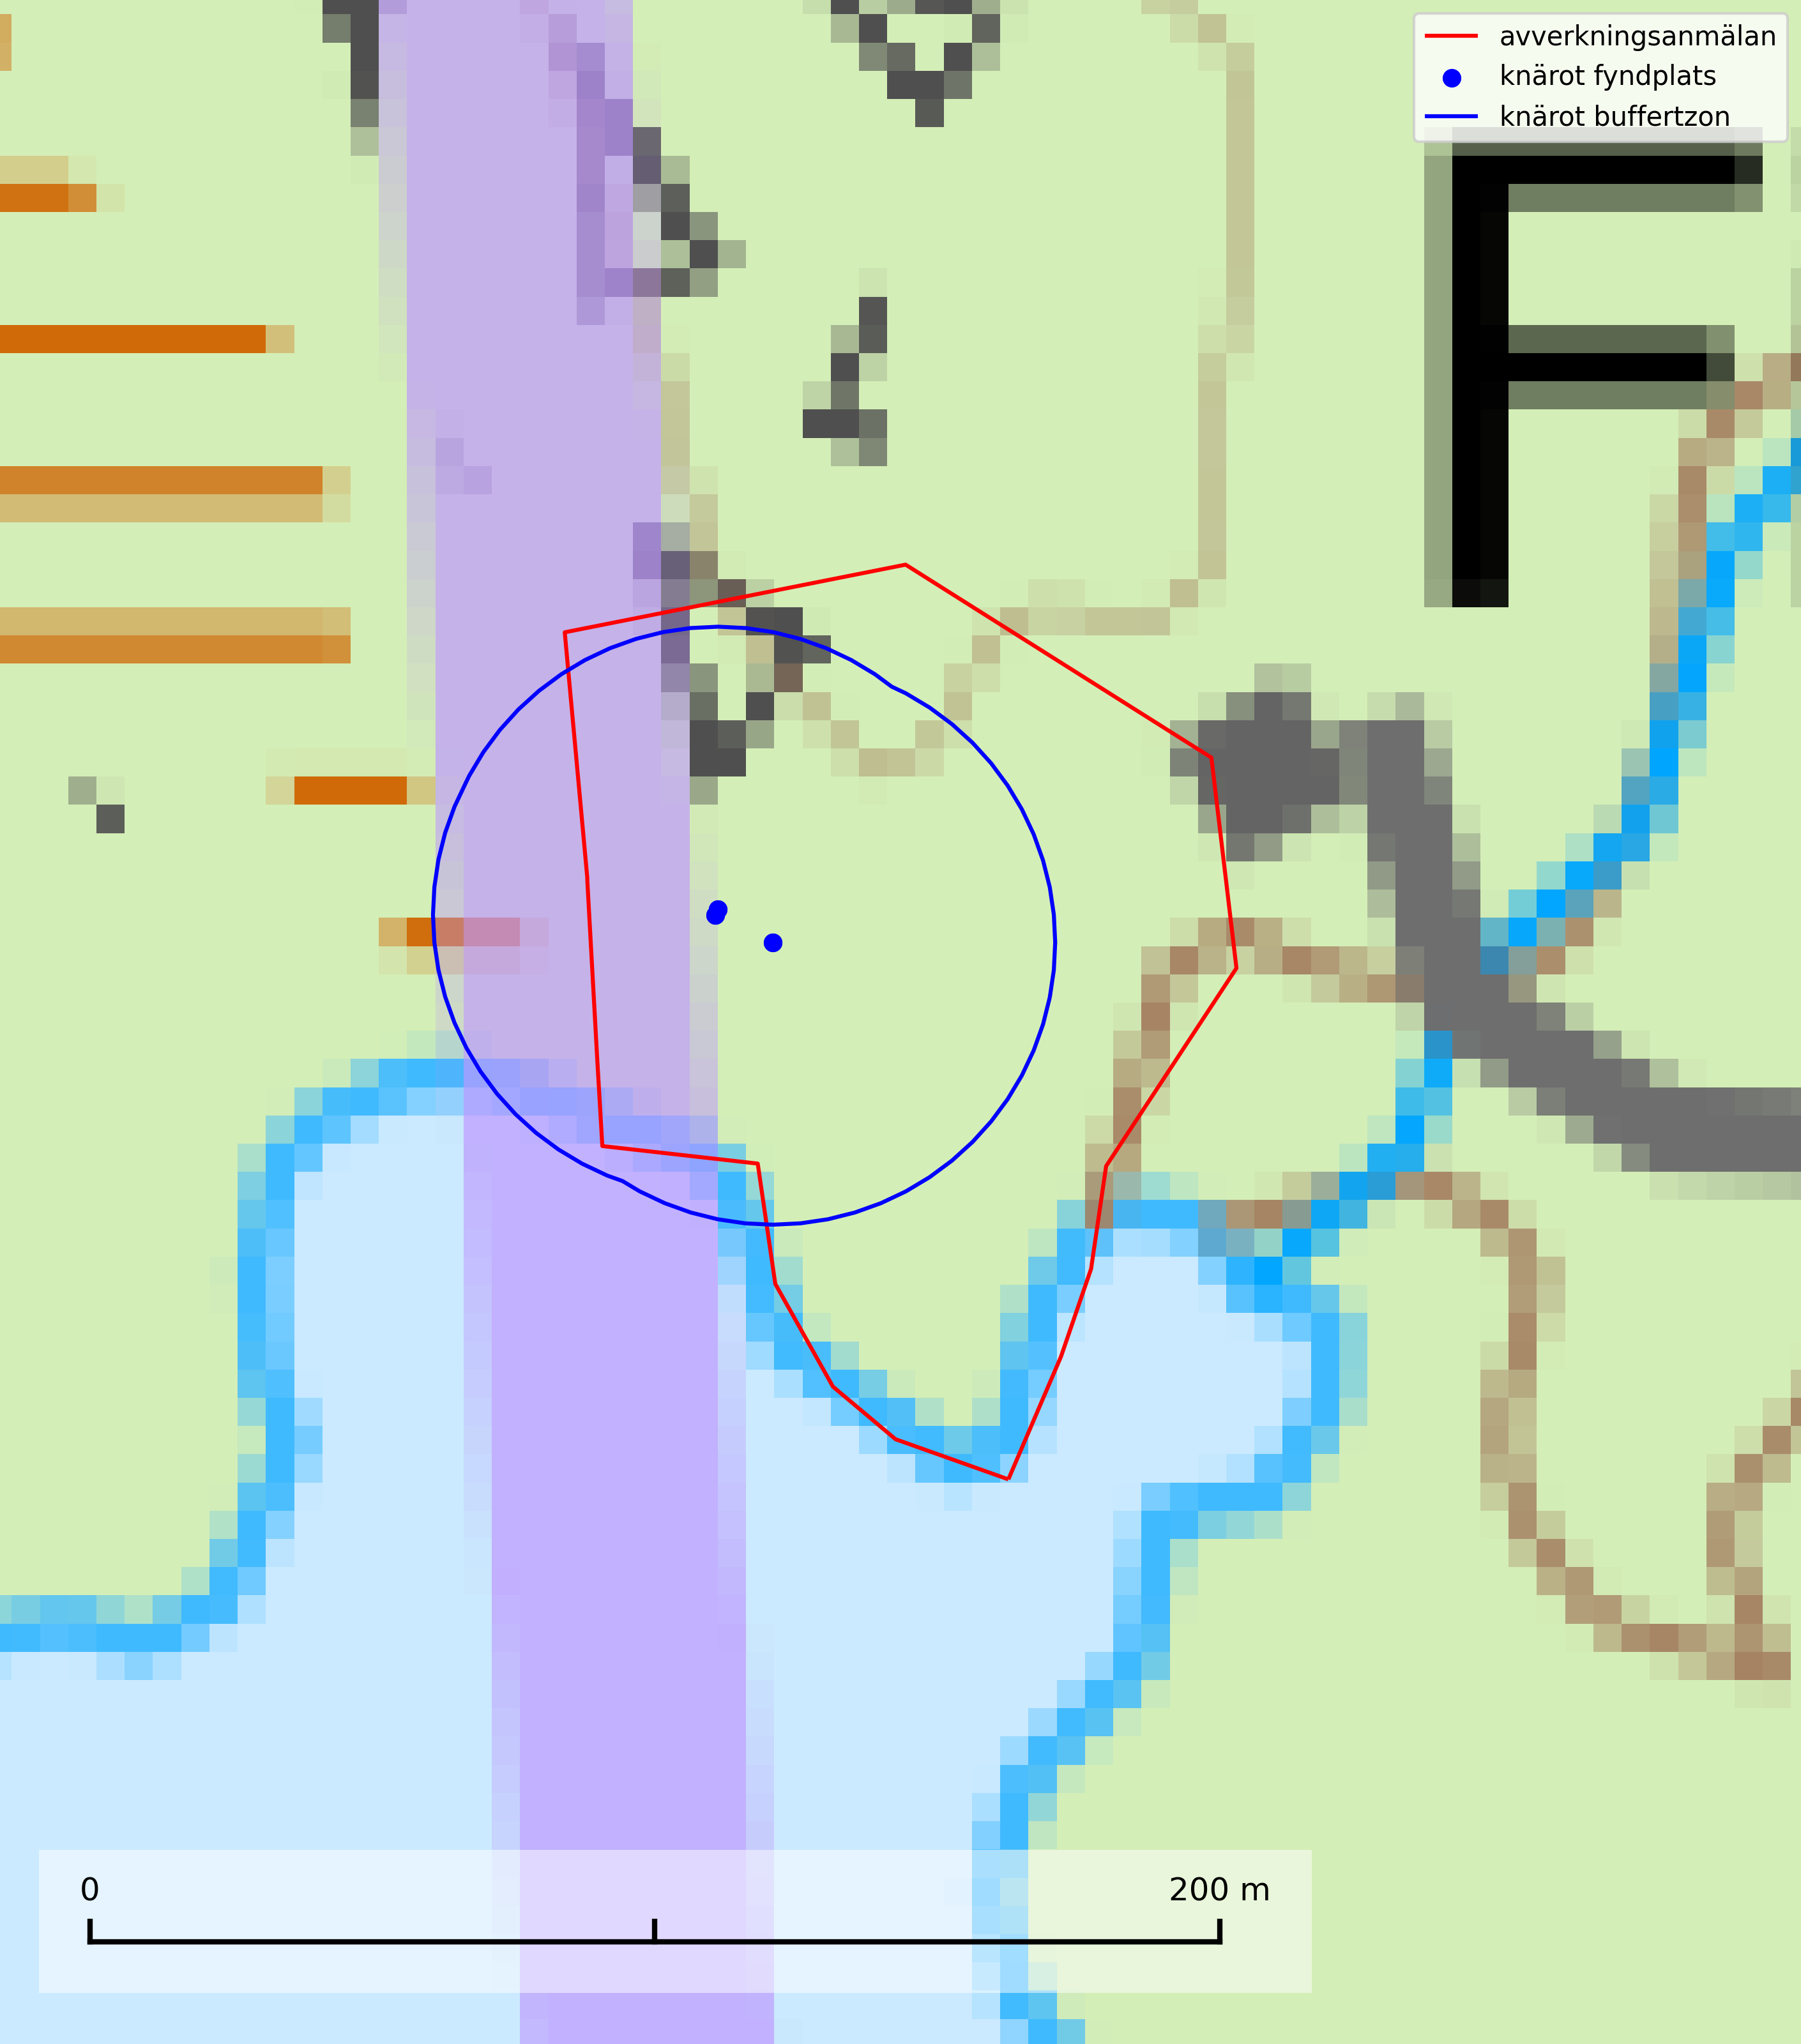 avverkningsanmälan
knärot fyndplats
knärot buffertzon
F
0
200 m